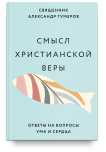 СВЯЩЕННИК
АЛЕКСАНДР ГУМЕРОВ
СМЫСЛ
ХРИСТИАНСКОЙ
ВЕРЫ
ОТВЕТЫ НА ВОПРОСЫ
УМА И СЕРДЦА